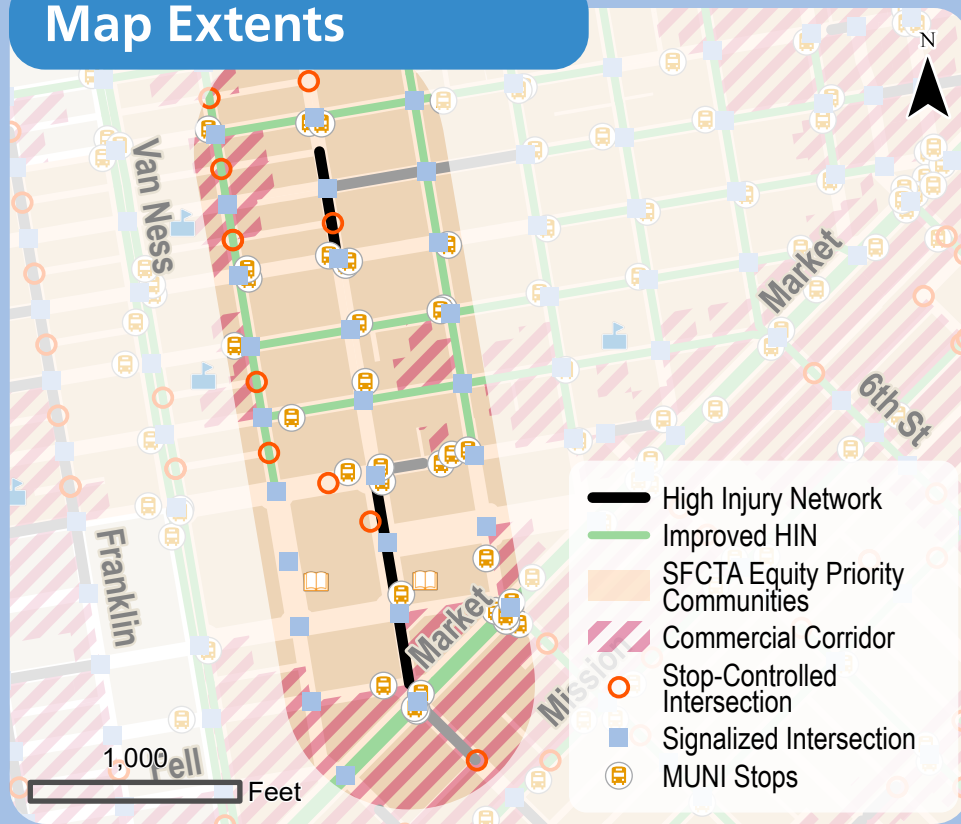 Map Extents
N
Van Ness
Market
6th St
Franklin
Market
Mission
Fell
1,000
Feet
High Injury Network
Improved HIN
SFCTA Equity Priority
Communities
Commercial Corridor
Stop-Controlled
Intersection
Signalized Intersection
MUNI Stops